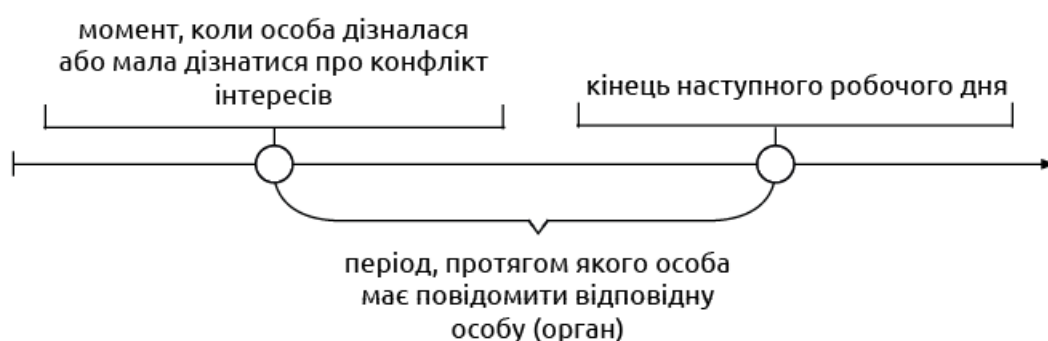 момент, коли особа дізналася
або мала дізнатися про конфлікт
інтересів
кінець наступного робочого дня
період, протягом якого особа
має повідомити відповідну
особу (орган)